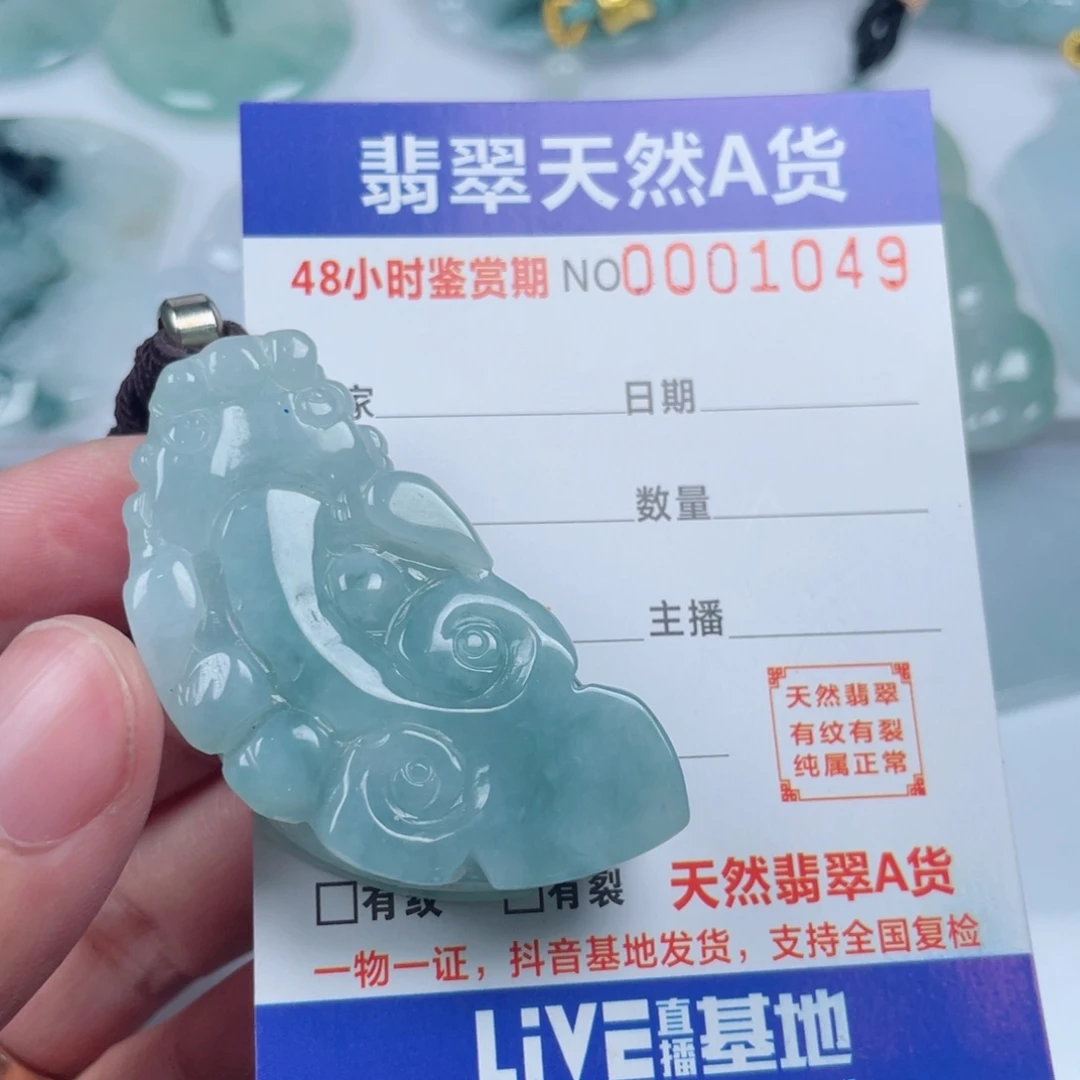 翡翠天然A货
48小时鉴赏期 NO0001049
家 日期
数量
主播
天然翡翠
有纹有裂
纯属正常
□有纹 □有裂 天然翡翠A货
一物一证，抖音基地发货，支持全国复检
LiVE直播基地